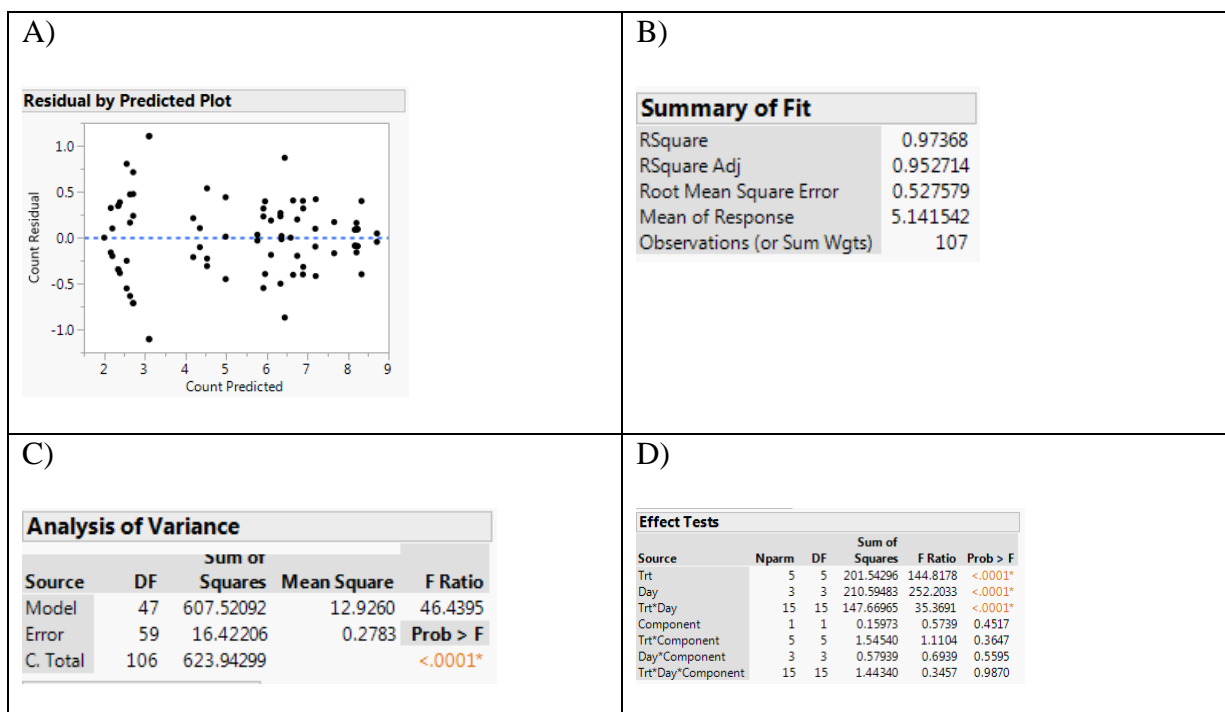 A)
Residual by Predicted Plot
Count Residual
1.0
0.5
0.0
-0.5
-1.0
2 3 4 5 6 7 8 9
Count Predicted
B)
Summary of Fit
RSquare 0.97368
RSquare Adj 0.952714
Root Mean Square Error 0.527579
Mean of Response 5.141542
Observations (or Sum Wgts) 107
C)
Analysis of Variance
Sum of
Source DF Squares Mean Square F Ratio
Model 47 607.52092 12.9260 46.4395
Error 59 16.42206 0.2783 Prob > F
C. Total 106 623.94299 <.0001*
D)
Effect Tests
Sum of
Source Nparm DF Squares F Ratio Prob > F
Trt 5 5 201.54296 144.8178 <.0001*
Day 3 3 210.59483 252.2033 <.0001*
Trt*Day 15 15 147.66965 35.3691 <.0001*
Component 1 1 0.15973 0.5739 0.4517
Trt*Component 5 5 1.54540 1.1104 0.3647
Day*Component 3 3 0.57939 0.6939 0.5595
Trt*Day*Component 15 15 1.44340 0.3457 0.9870